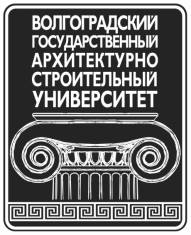 ВОЛГОГРАДСКИЙ
ГОСУДАРСТВЕННЫЙ
АРХИТЕКТУРНО
СТРОИТЕЛЬНЫЙ
УНИВЕРСИТЕТ